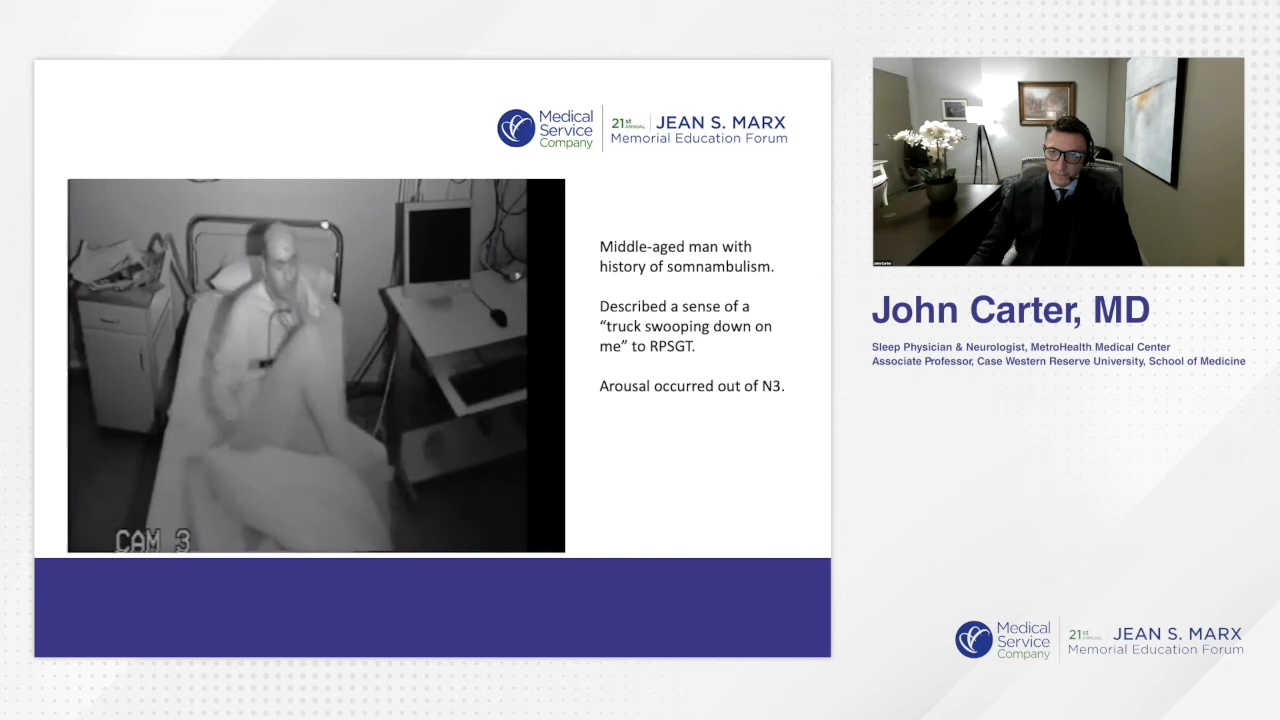 Medical
Service
Company
21st
ANNUAL
JEAN S. MARX
Memorial Education Forum
Middle-aged man with
history of somnambulism.
Described a sense of a
“truck swooping down on
me” to RPSGT.
Arousal occurred out of N3.
CAM 3
John Carter
John Carter, MD
Sleep Physician & Neurologist, MetroHealth Medical Center
Associate Professor, Case Western Reserve University, School of Medicine
Medical
Service
Company
21st
ANNUAL
JEAN S. MARX
Memorial Education Forum